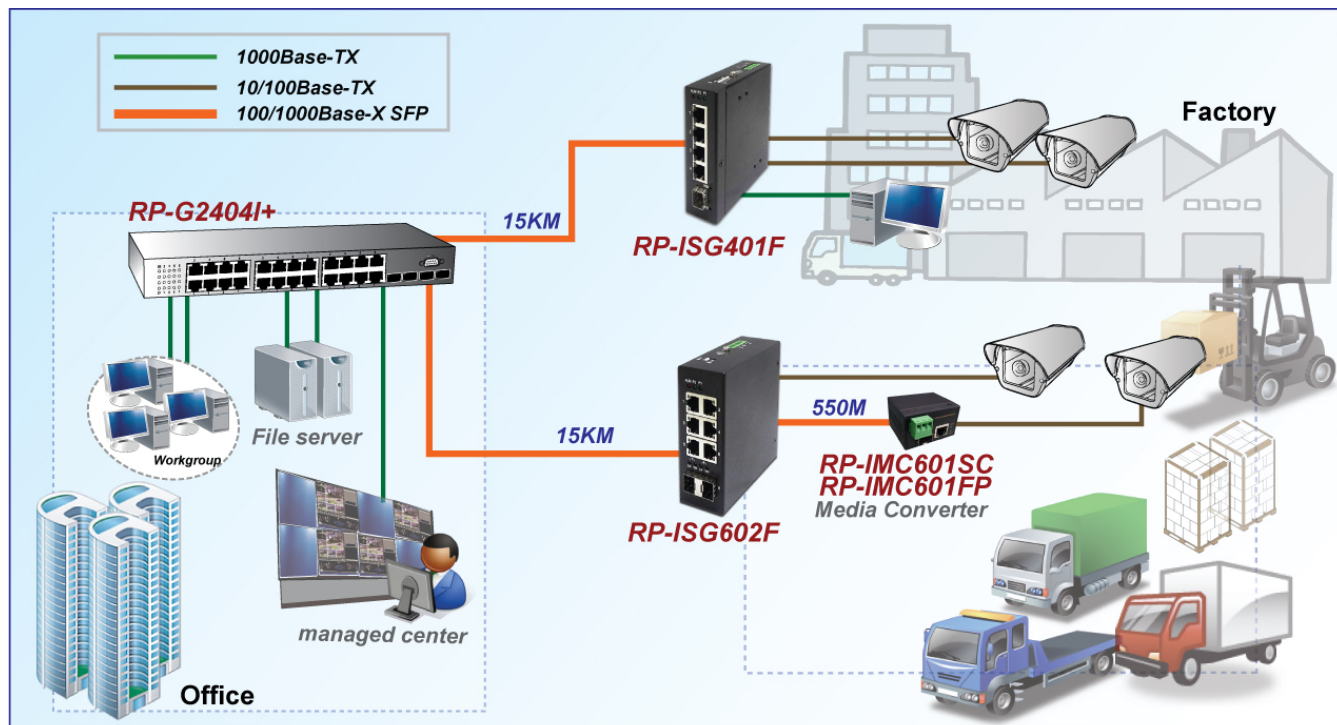 1000Base-TX
10/100Base-TX
100/1000Base-X SFP
Factory
RP-G2404I+
15KM
RP-ISG401F
550M
File server
15KM
Workgroup
RP-IMC601SC
RP-IMC601FP
Media Converter
RP-ISG602F
managed center
Office